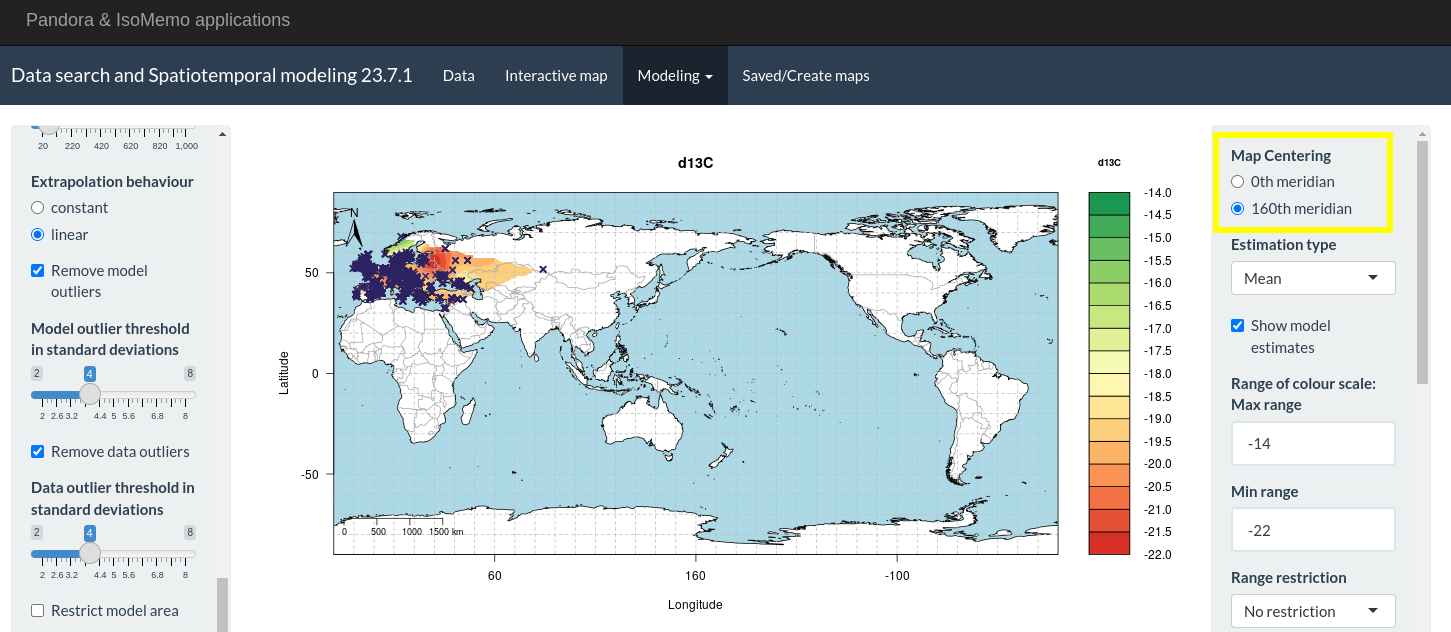 Pandora & IsoMemo applications
Data search and Spatiotemporal modeling 23.7.1 Data Interactive map Modeling Saved/Create maps
20 220 420 620 820 1,000
Extrapolation behaviour
constant
linear
Remove model
outliers
Model outlier threshold
in standard deviations
2 4 8
2 2.6 3.2 4.4 5 5.6 6.8 8
Remove data outliers
Data outlier threshold in
standard deviations
2 4 8
2 2.6 3.2 4.4 5 5.6 6.8 8
Restrict model area
d13C
N
50
0
-50
Latitude
0 500 1000 1500 km
60 160 -100
Longitude
d13C
-14.0
-14.5
-15.0
-15.5
-16.0
-16.5
-17.0
-17.5
-18.0
-18.5
-19.0
-19.5
-20.0
-20.5
-21.0
-21.5
-22.0
Map Centering
0th meridian
160th meridian
Estimation type
Mean
Show model
estimates
Range of colour scale:
Max range
-14
Min range
-22
Range restriction
No restriction